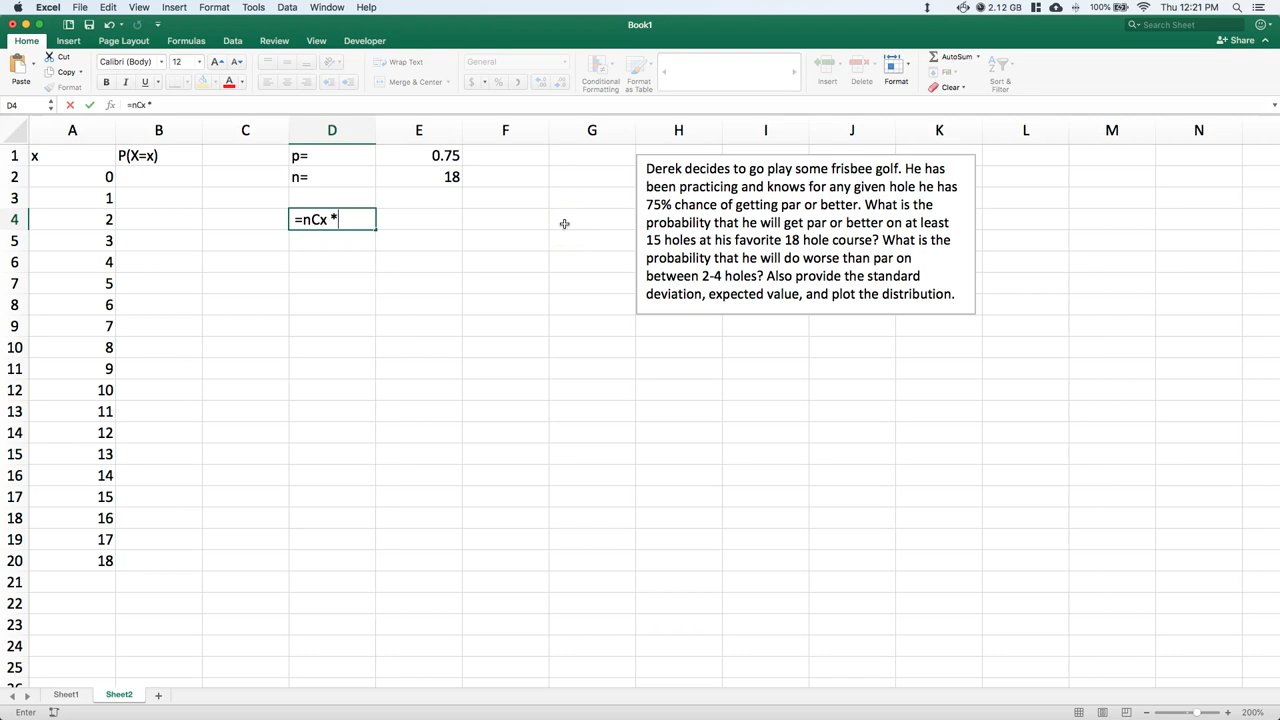 Excel File Edit View Insert Format Tools Data Window Help 2.12 GB 100% Thu 12:21 PM
Book1
Search Sheet
Home Insert Page Layout Formulas Data Review View Developer
Share
Paste
Cut
Copy
Format
Calibri (Body) 12
B I U
Wrap Text
Merge & Center
General
Conditional Formatting
Format as Table
Insert
Delete
Format
AutoSum
Fill
Clear
Sort & Filter
D4 fx =nCx *
A B C D E F G H I J K L M N
1 x P(X=x) p= 0.75
2 0 n= 18
3 1
4 2 =nCx *
5 3
6 4
7 5
8 6
9 7
10 8
11 9
12 10
13 11
14 12
15 13
16 14
17 15
18 16
19 17
20 18
21
22
23
24
25
Derek decides to go play some frisbee golf. He has
been practicing and knows for any given hole he has
75% chance of getting par or better. What is the
probability that he will get par or better on at least
15 holes at his favorite 18 hole course? What is the
probability that he will do worse than par on
between 2-4 holes? Also provide the standard
deviation, expected value, and plot the distribution.
Sheet1 Sheet2
Enter
200%